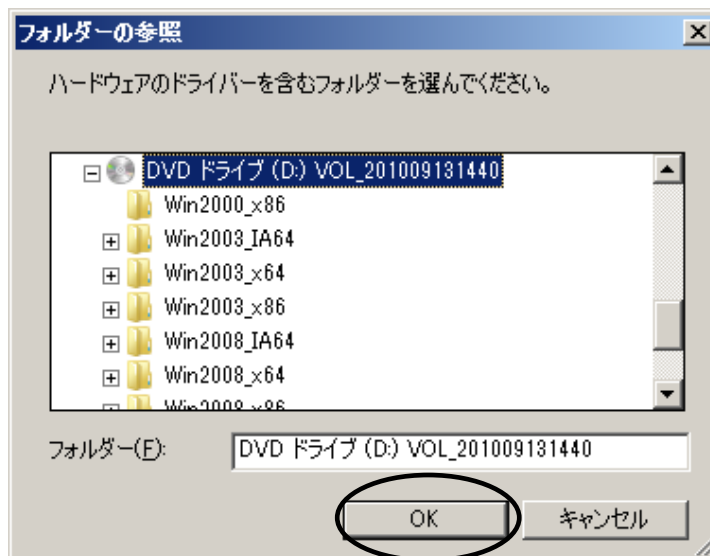 フォルダーの参照
ハードウェアのドライバーを含むフォルダーを選んでください。
DVD ドライブ (D:) VOL_201009131440
Win2000_x86
Win2003_IA64
Win2003_x64
Win2003_x86
Win2008_IA64
Win2008_x64
Win2008_x86
フォルダー(F): DVD ドライブ (D:) VOL_201009131440
OK キャンセル